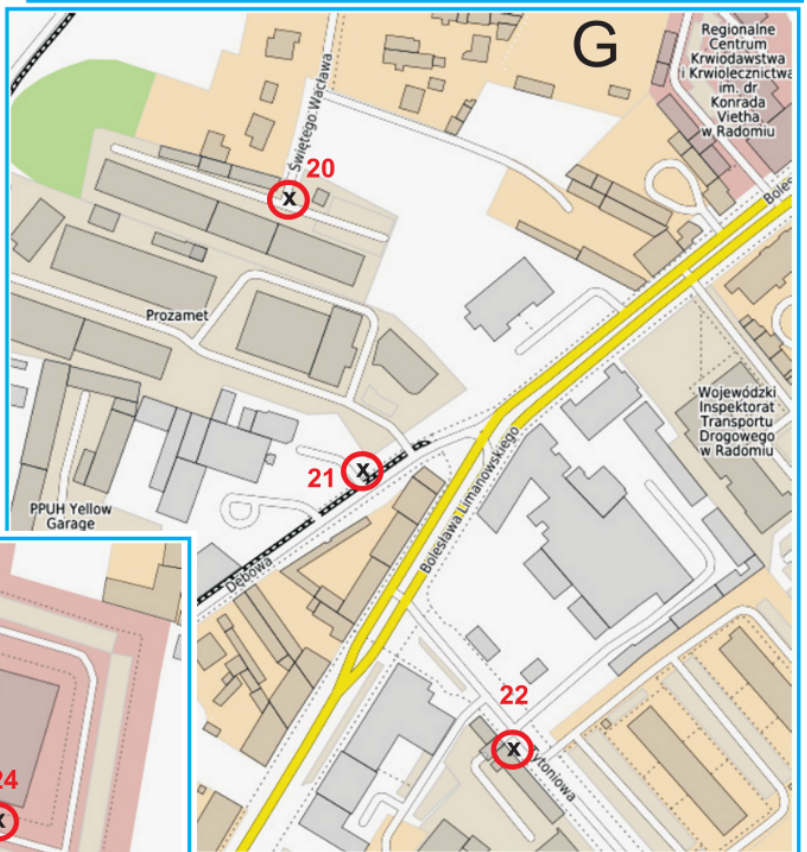 G
Regionalne
Centrum
Krwiodawstwa
i Krwiolecznictwa
im. dr
Konrada
Vietha
w Radomiu
Świętego Wacława
20
x
Prozamet
Wojewódzki
Inspektorat
Transportu
Drogowego
w Radomiu
Bolesława Limanowskiego
x
21
PPUH Yellow
Garage
Dębowa
22
x
Tytoniowa
24
x